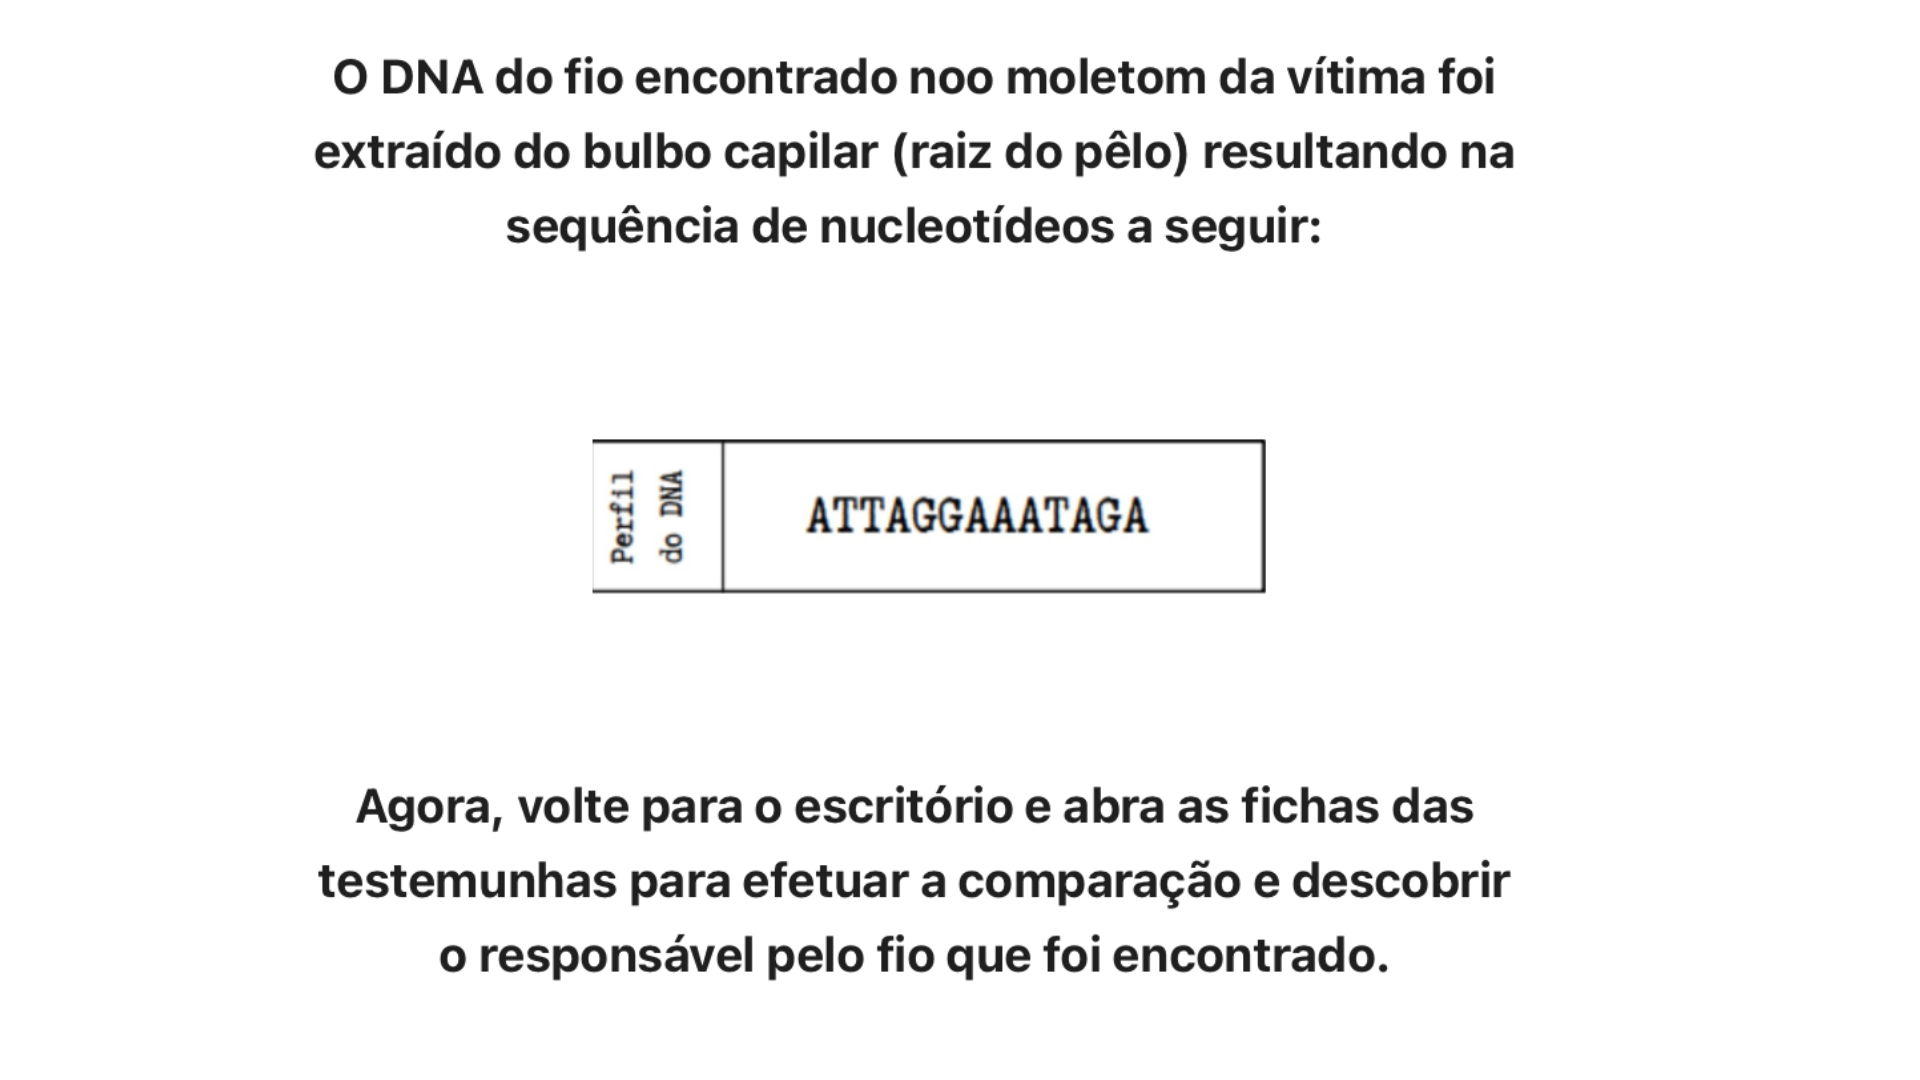 O DNA do fio encontrado noo moletom da vítima foi
extraído do bulbo capilar (raiz do pêlo) resultando na
sequência de nucleotídeos a seguir:
Perfil
do DNA
ATTAGGAAATAGA
Agora, volte para o escritório e abra as fichas das
testemunhas para efetuar a comparação e descobrir
o responsável pelo fio que foi encontrado.